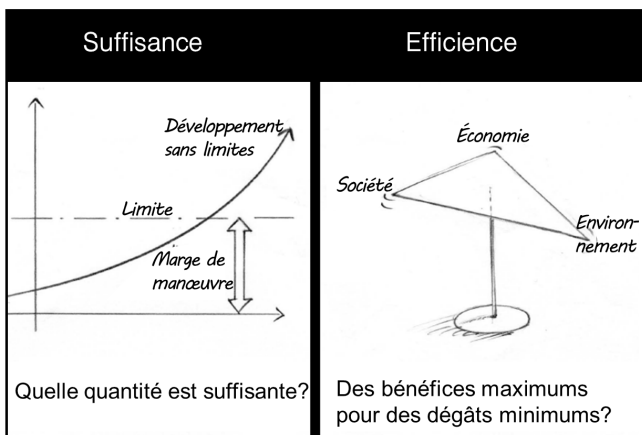 Suffisance
Efficience
Développement
sans limites
Limite
Marge de
manœuvre
Économie
Société
Environ-
nement
Quelle quantité est suffisante?
Des bénéfices maximums
pour des dégâts minimums?